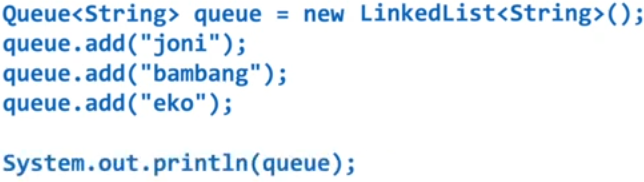 Queue<String> queue = new LinkedList<String>();
queue.add("joni");
queue.add("bambang");
queue.add("eko");
System.out.println(queue);